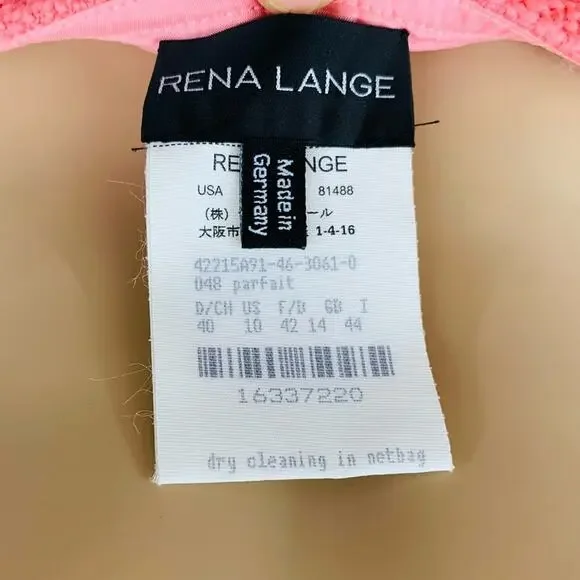 RENA LANGE
Made in
Germany
RE NGE
USA 81488
(株) ール
大阪市 1-4-16
42215A91-46-3061-0
048 parfait
D/CH US F/B GB I
40 10 42 14 44
16337220
dry cleaning in netbag